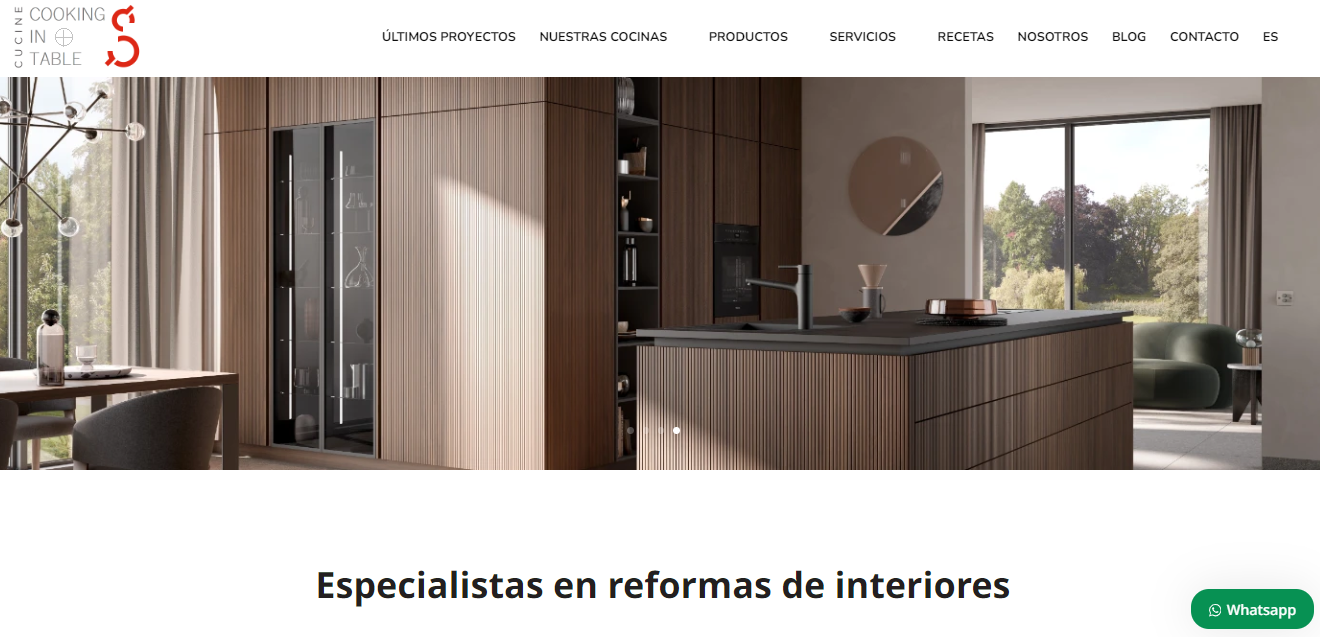 CUCINE
COOKING
IN
TABLE
S
ÚLTIMOS PROYECTOS NUESTRAS COCINAS PRODUCTOS SERVICIOS RECETAS NOSOTROS BLOG CONTACTO ES
Especialistas en reformas de interiores
Whatsapp